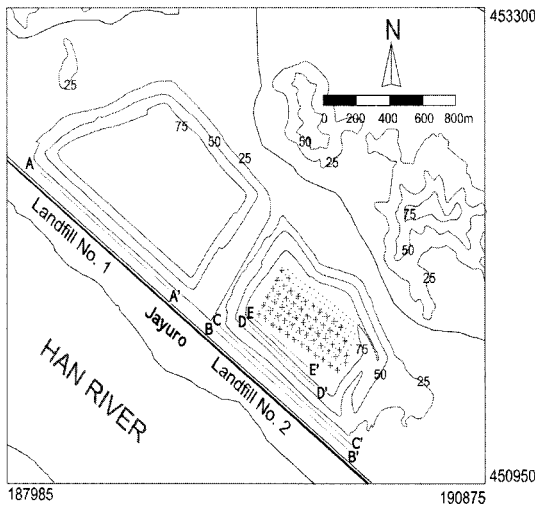 453300
N
0 200 400 600 800m
25
75
50
25
50
25
75
50
25
A
Landfill No. 1
A'
Jayuro
B
C
D
E
75
50
25
E'
D'
Landfill No. 2
C'
B'
HAN RIVER
450950
187985
190875